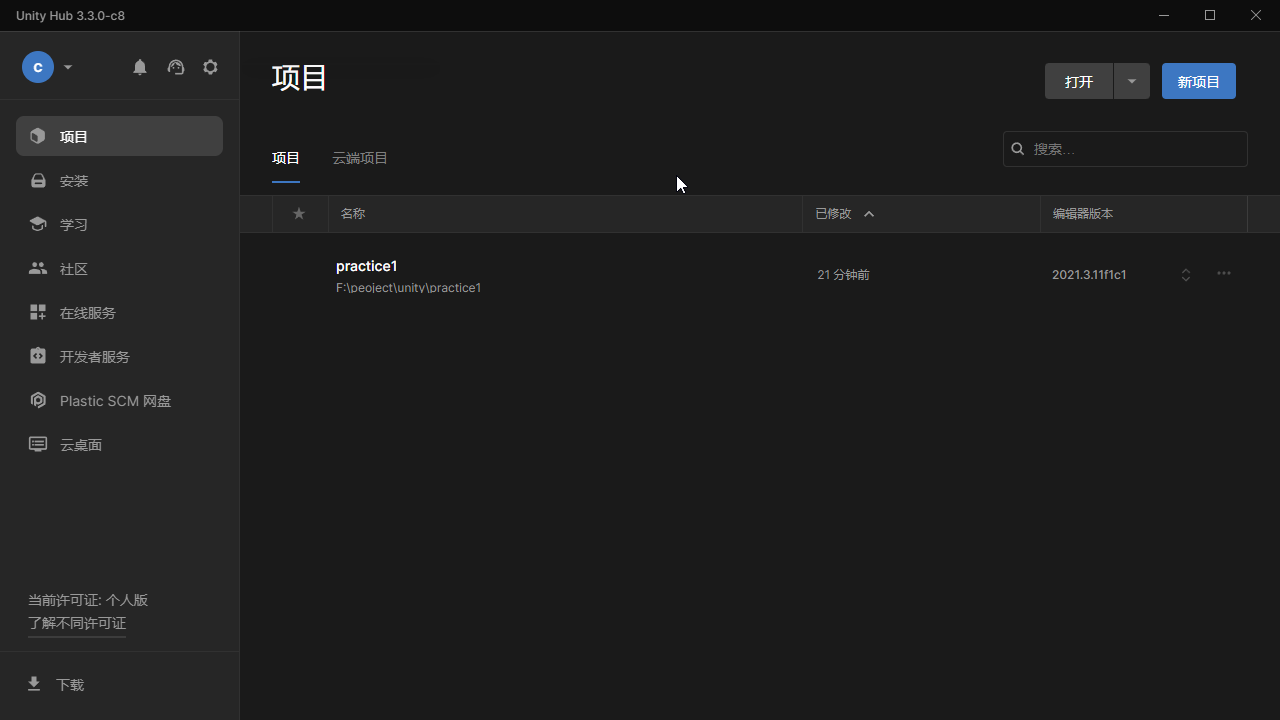 Unity Hub 3.3.0-c8
C
项目
安装
学习
社区
在线服务
开发者服务
Plastic SCM 网盘
云桌面
当前许可证: 个人版
了解不同许可证
下载
项目
打开
新项目
项目
云端项目
搜索...
名称
已修改
编辑器版本
practice1
F:\peoject\unity\practice1
21 分钟前
2021.3.11f1c1